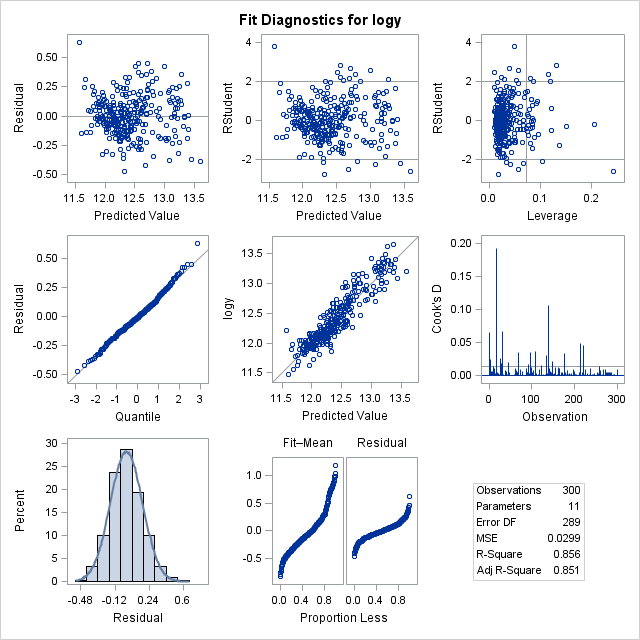 Fit Diagnostics for logy
Residual
0.50
0.25
0.00
-0.25
-0.50
11.5 12.0 12.5 13.0 13.5
Predicted Value
RStudent
4
2
0
-2
11.5 12.0 12.5 13.0 13.5
Predicted Value
RStudent
4
2
0
-2
0.0 0.1 0.2
Leverage
Residual
0.50
0.25
0.00
-0.25
-0.50
-3 -2 -1 0 1 2 3
Quantile
logy
13.5
13.0
12.5
12.0
11.5
11.5 12.0 12.5 13.0 13.5
Predicted Value
Cook's D
0.20
0.15
0.10
0.05
0.00
0 100 200 300
Observation
Percent
30
25
20
15
10
5
0
-0.48 -0.12 0.24 0.6
Residual
Fit–Mean Residual
1.0
0.5
0.0
-0.5
0.0 0.4 0.8 0.0 0.4 0.8
Proportion Less
Observations 300
Parameters 11
Error DF 289
MSE 0.0299
R-Square 0.856
Adj R-Square 0.851